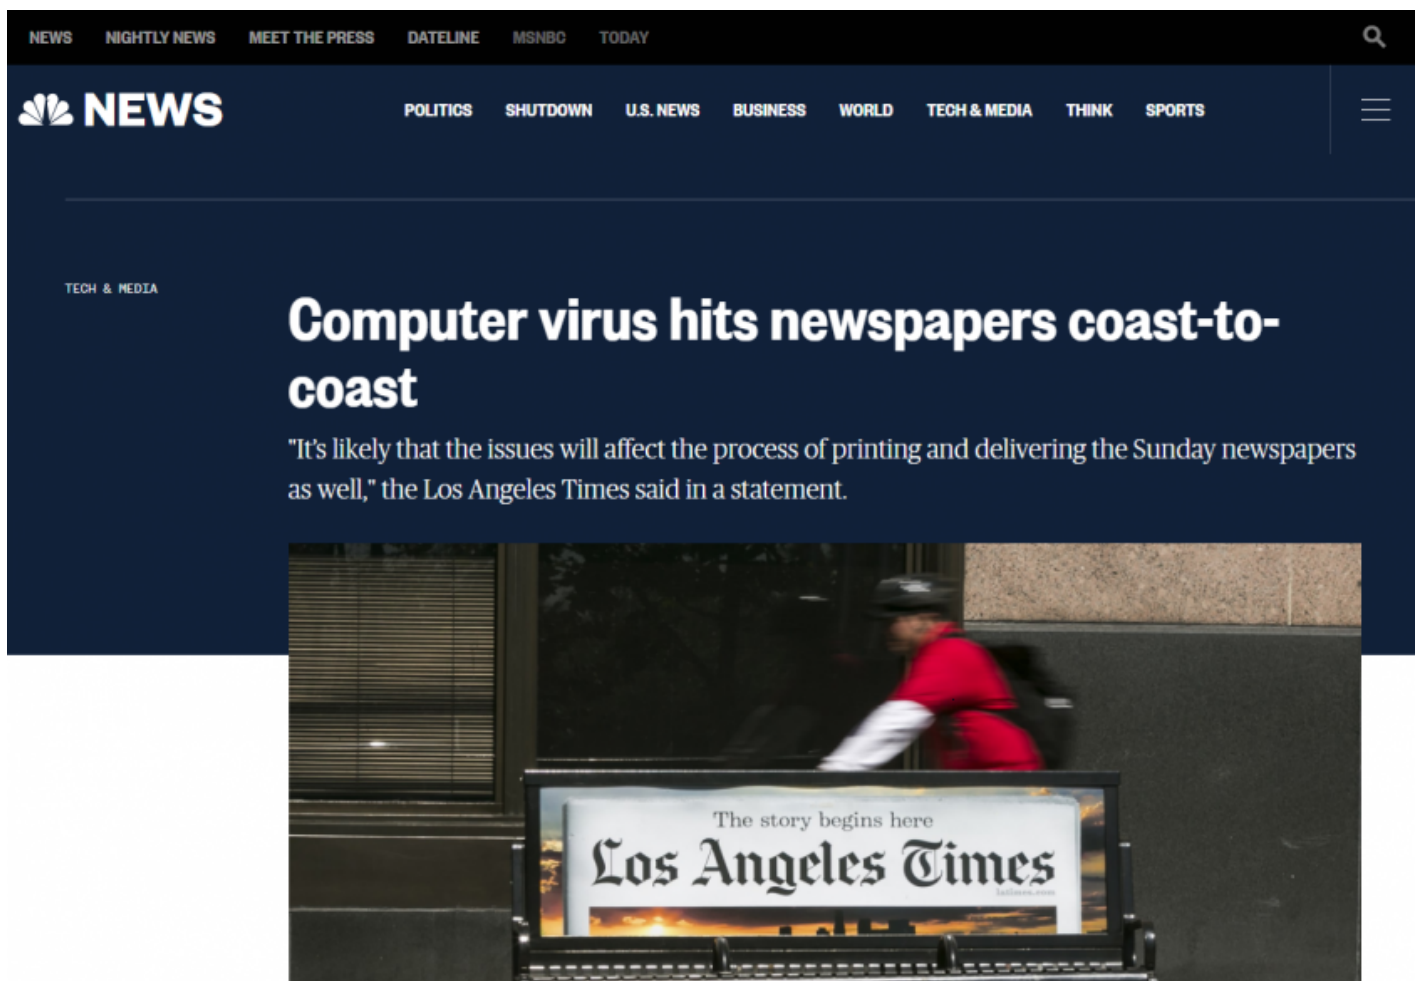 NEWS NIGHTLY NEWS MEET THE PRESS DATELINE MSNBC TODAY
NEWS POLITICS SHUTDOWN U.S. NEWS BUSINESS WORLD TECH & MEDIA THINK SPORTS
TECH & MEDIA
Computer virus hits newspapers coast-to-
coast
"It's likely that the issues will affect the process of printing and delivering the Sunday newspapers
as well," the Los Angeles Times said in a statement.
The story begins here
Los Angeles Times
latimes.com